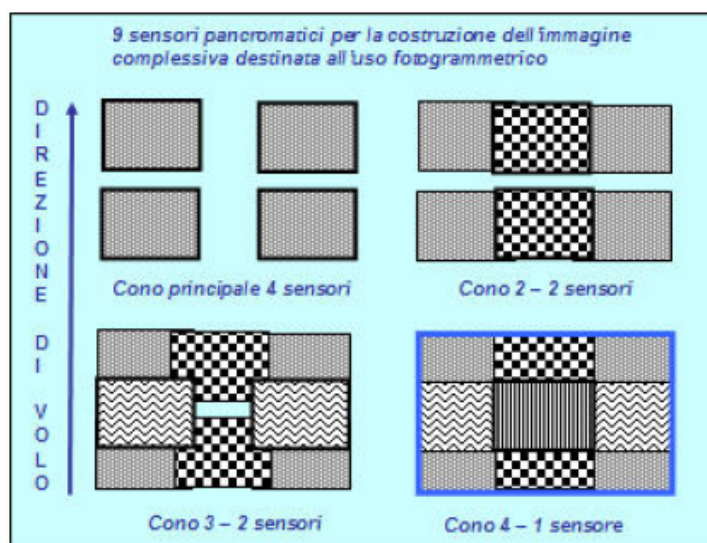 9 sensori pancromatici per la costruzione dell'immagine
complessiva destinata all'uso fotogrammetrico
DIREZIONE DI VOLO
Cono principale 4 sensori
Cono 2 – 2 sensori
Cono 3 – 2 sensori
Cono 4 – 1 sensore